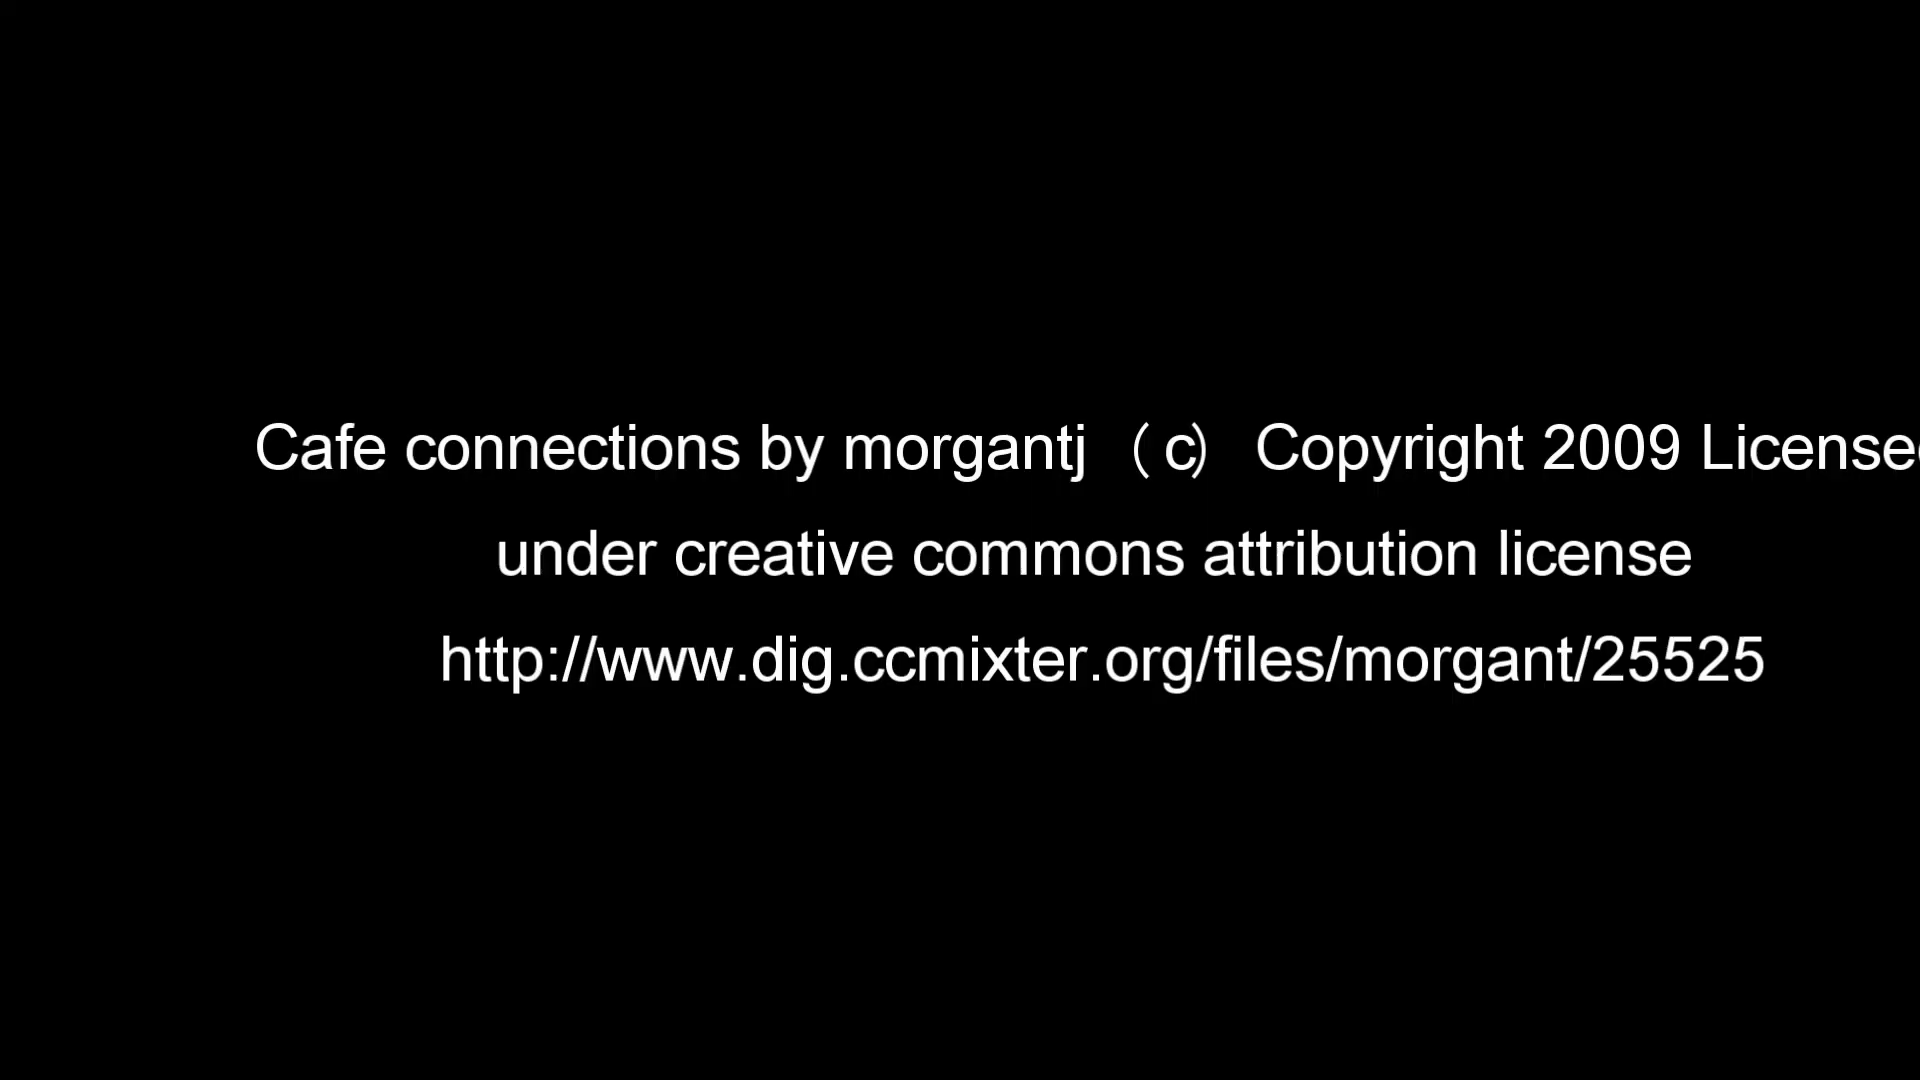 Cafe connections by morgantj （c） Copyright 2009 License
under creative commons attribution license
http://www.dig.ccmixter.org/files/morgant/25525